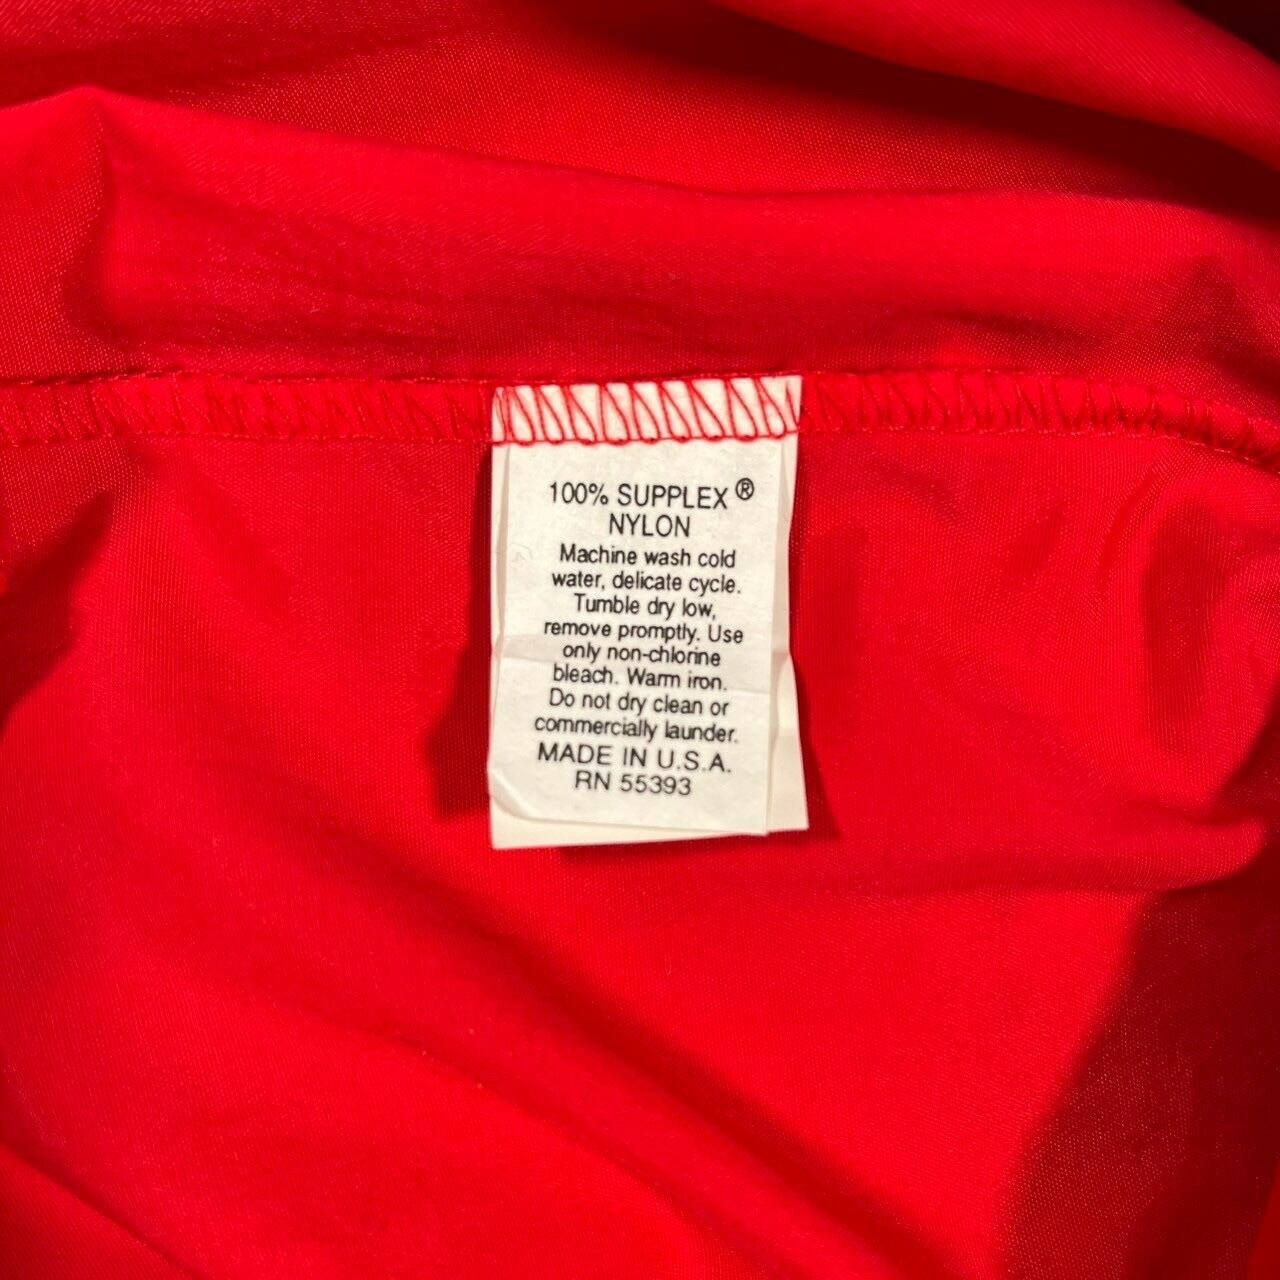 100% SUPPLEX®
NYLON
Machine wash cold
water, delicate cycle.
Tumble dry low,
remove promptly. Use
only non-chlorine
bleach. Warm iron.
Do not dry clean or
commercially launder.
MADE IN U.S.A.
RN 55393